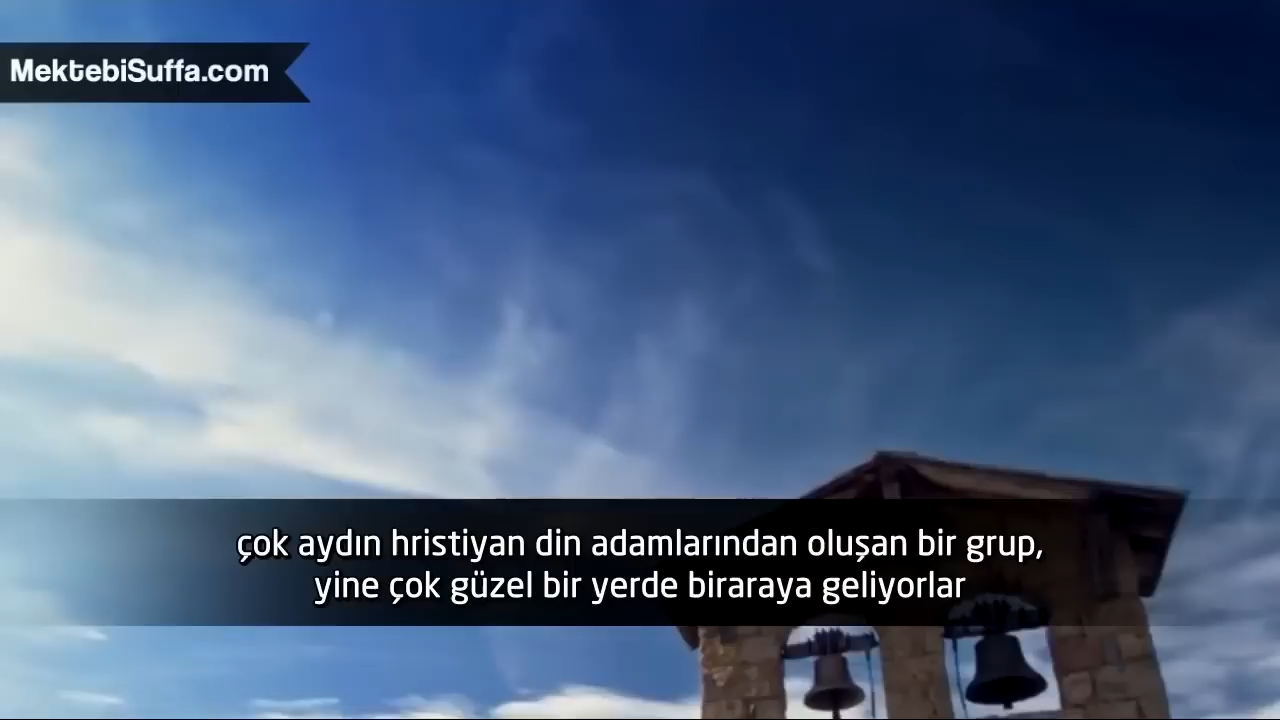 MektebiSuffa.com
çok aydın hristiyan din adamlarından oluşan bir grup,
yine çok güzel bir yerde biraraya geliyorlar